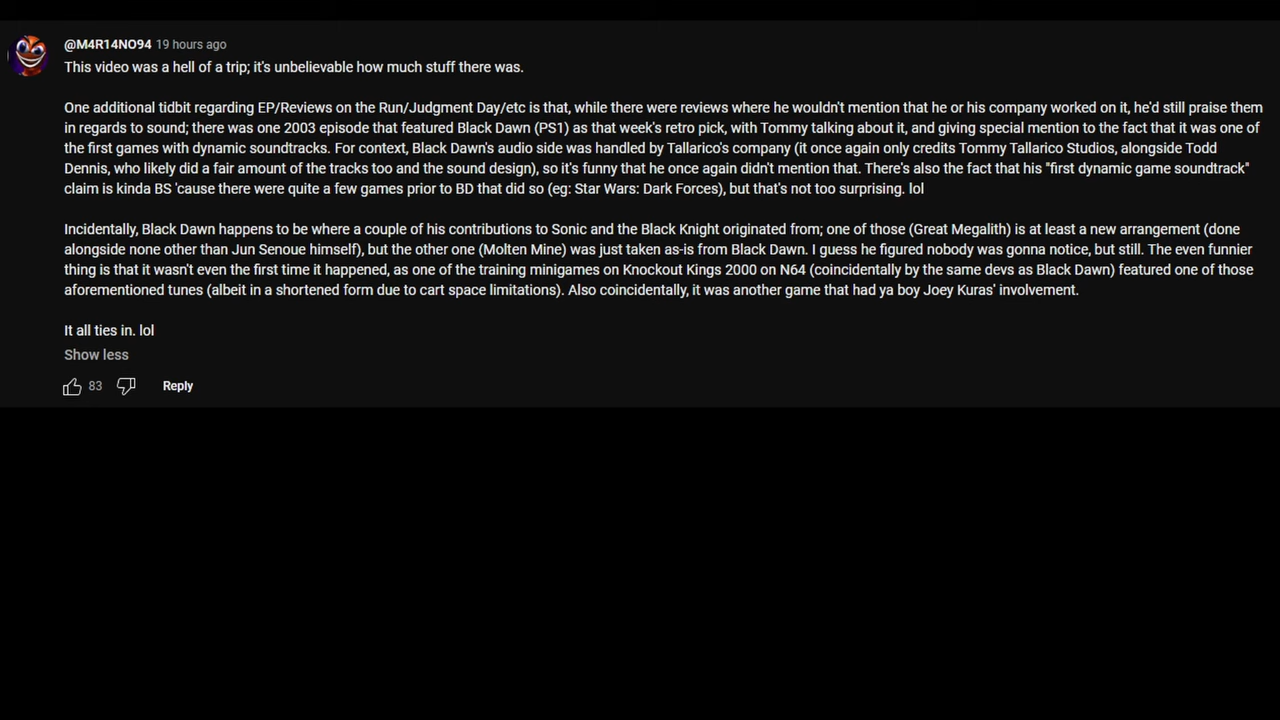 @M4R14NO94 19 hours ago
This video was a hell of a trip; it's unbelievable how much stuff there was.
One additional tidbit regarding EP/Reviews on the Run/Judgment Day/etc is that, while there were reviews where he wouldn't mention that he or his company worked on it, he'd still praise them
in regards to sound; there was one 2003 episode that featured Black Dawn (PS1) as that week's retro pick, with Tommy talking about it, and giving special mention to the fact that it was one of
the first games with dynamic soundtracks. For context, Black Dawn's audio side was handled by Tallarico's company (it once again only credits Tommy Tallarico Studios, alongside Todd
Dennis, who likely did a fair amount of the tracks too and the sound design), so it's funny that he once again didn't mention that. There's also the fact that his "first dynamic game soundtrack"
claim is kinda BS 'cause there were quite a few games prior to BD that did so (eg: Star Wars: Dark Forces), but that's not too surprising. lol
Incidentally, Black Dawn happens to be where a couple of his contributions to Sonic and the Black Knight originated from; one of those (Great Megalith) is at least a new arrangement (done
alongside none other than Jun Senoue himself), but the other one (Molten Mine) was just taken as-is from Black Dawn. I guess he figured nobody was gonna notice, but still. The even funnier
thing is that it wasn't even the first time it happened, as one of the training minigames on Knockout Kings 2000 on N64 (coincidentally by the same devs as Black Dawn) featured one of those
aforementioned tunes (albeit in a shortened form due to cart space limitations). Also coincidentally, it was another game that had ya boy Joey Kuras' involvement.
It all ties in. lol
Show less
83 Reply